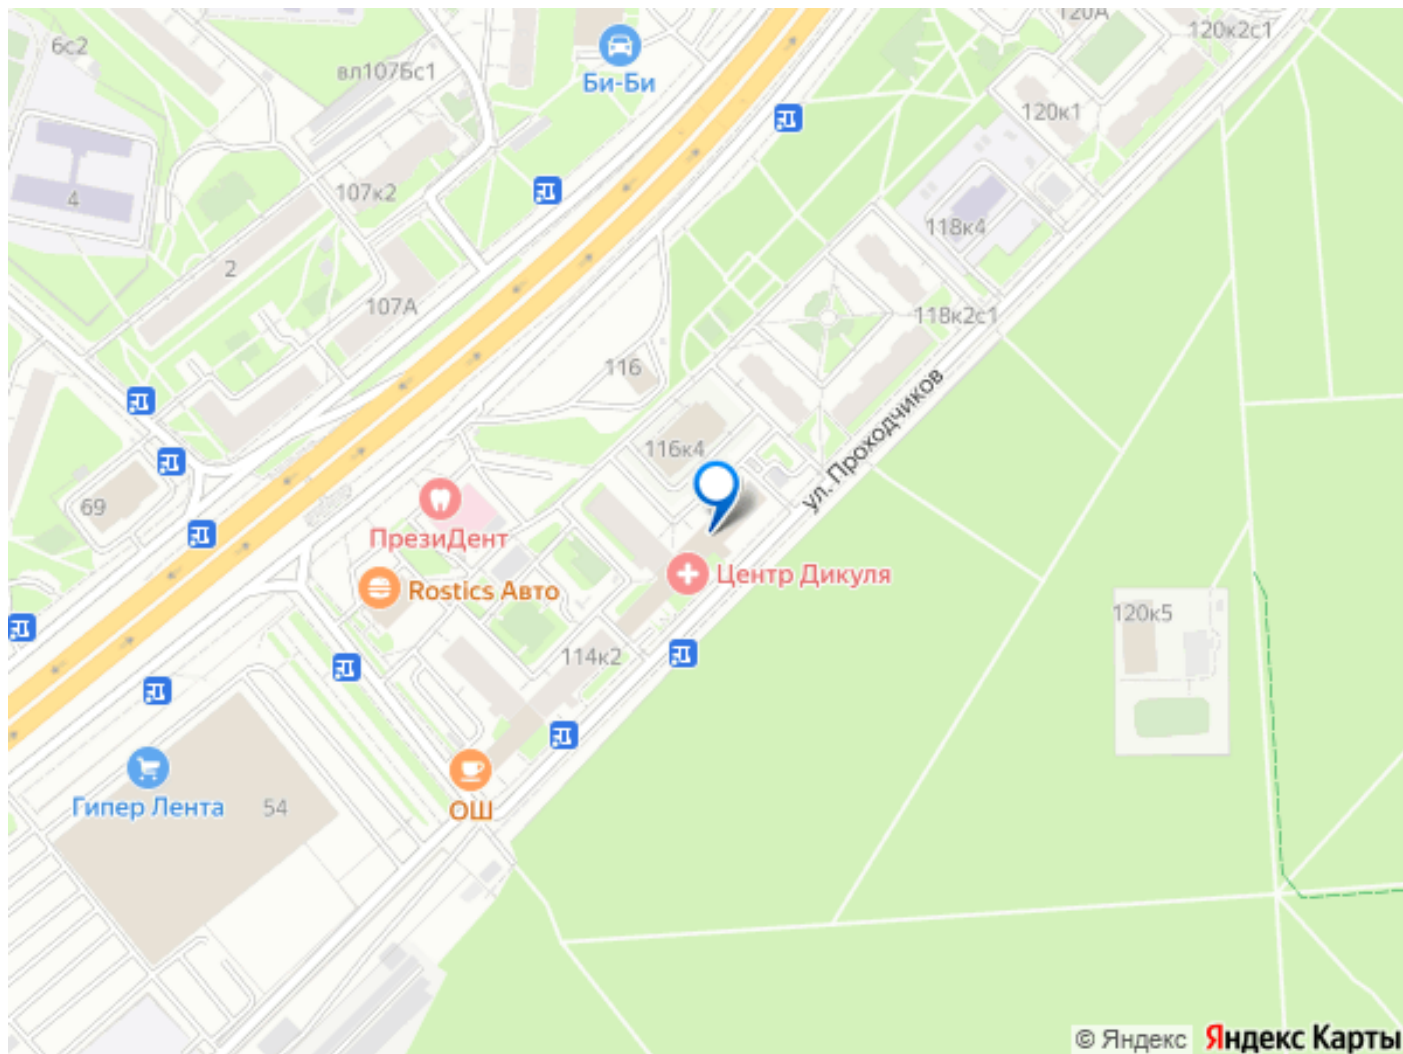 120А
120к2с1
6с2
вл107Бс1
Би-Би
120к1
4
107к2
118к4
2
107А
118к2с1
116
ул. Проходчиков
116к4
69
ПрезиДент
Центр Дикуля
Rostics Авто
120к5
114к2
Гипер Лента
54
ОШ
© Яндекс Яндекс Карты